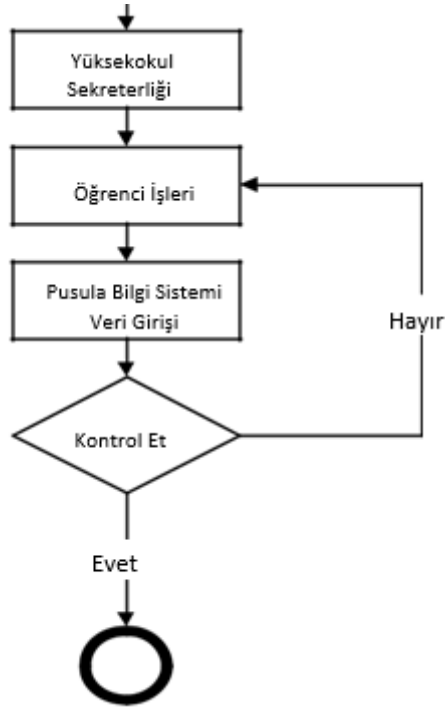 Yüksekokul
Sekreterliği
Öğrenci İşleri
Pusula Bilgi Sistemi
Veri Girişi
Hayır
Kontrol Et
Evet